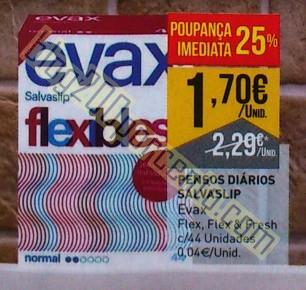 evax
Salvaslip
flexibles
normal
44
POUPANÇA
IMEDIATA 25%
1,70€
/UNID.
2,29€*
/UNID.
PENSOS DIÁRIOS
SALVASLIP
Evax
Flex, Flex & Fresh
c/44 Unidades
0,04€/Unid.